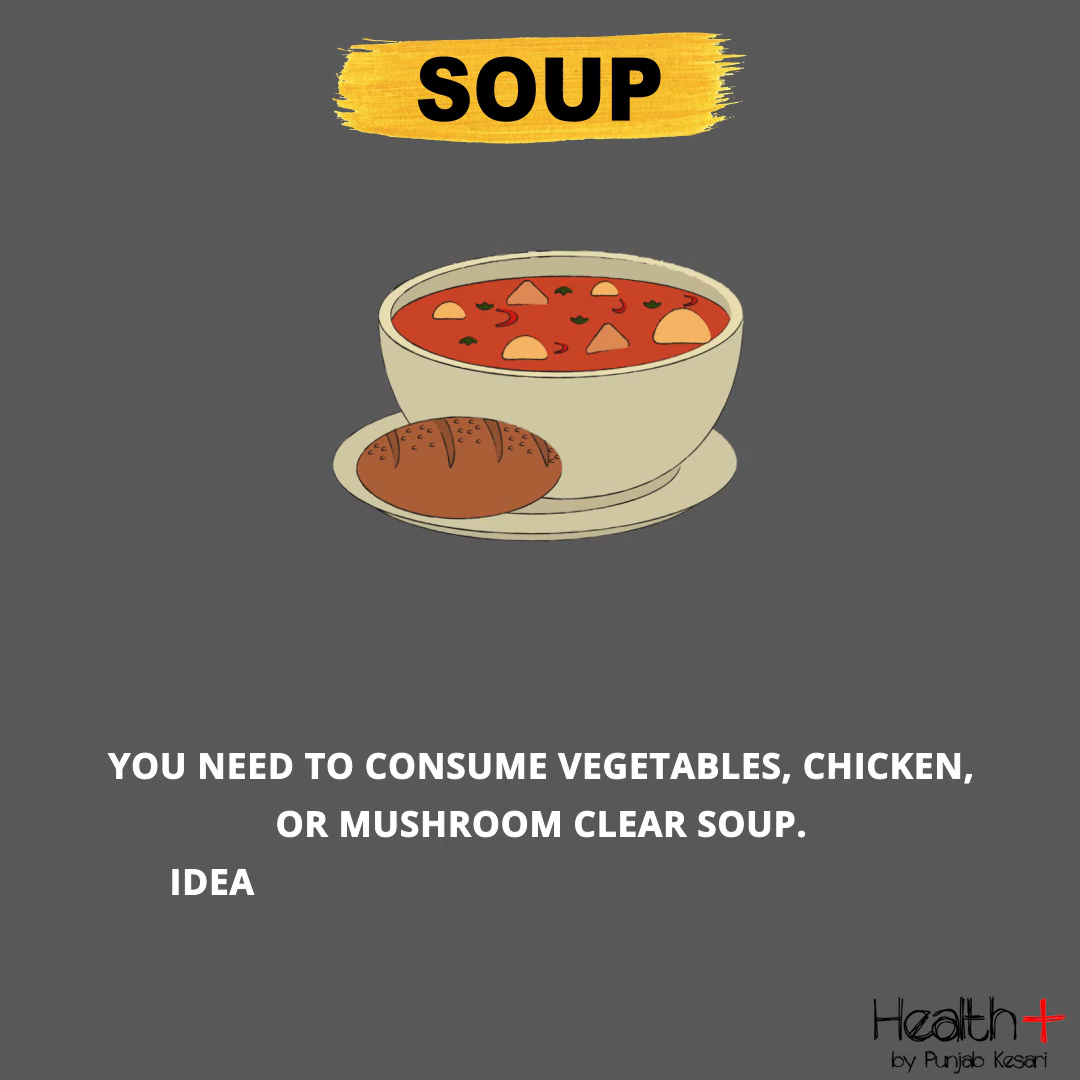 SOUP
YOU NEED TO CONSUME VEGETABLES, CHICKEN,
OR MUSHROOM CLEAR SOUP.
IDEA
Health+
by Punjab Kesari